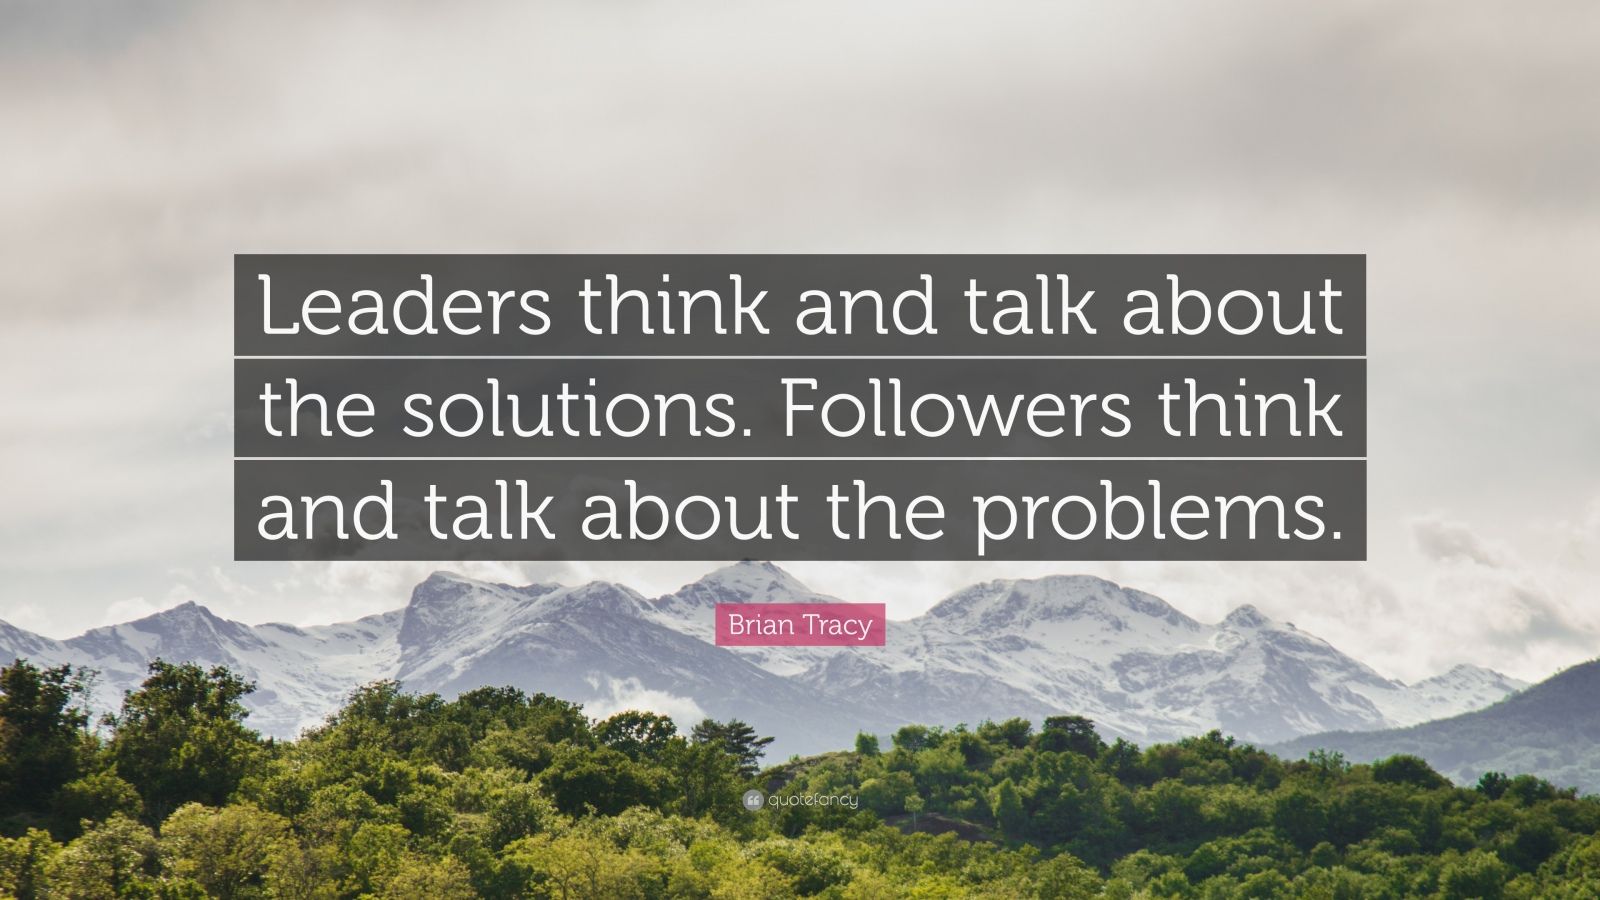 Leaders think and talk about
the solutions. Followers think
and talk about the problems.
Brian Tracy
quotefancy